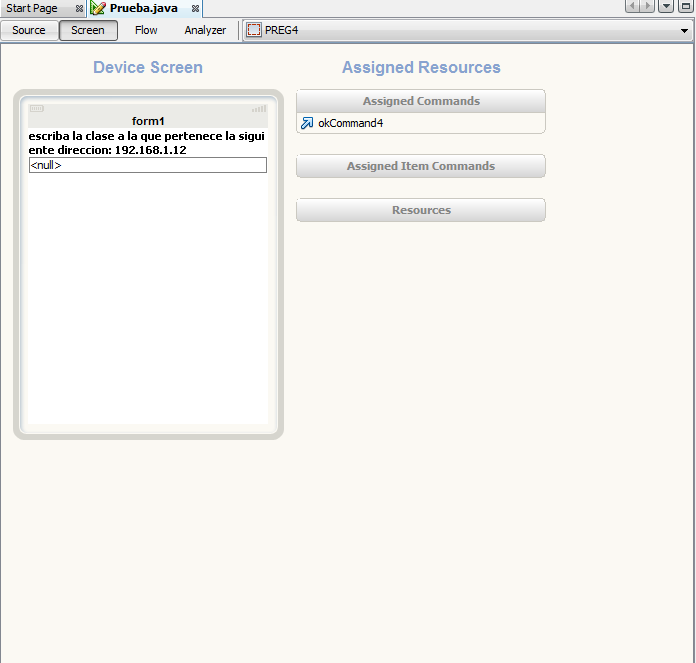 Start Page
Prueba.java
Source Screen Flow Analyzer PREG4
Device Screen
form1
escriba la clase a la que pertenece la sigui
ente direccion: 192.168.1.12
<null>
Assigned Resources
Assigned Commands
okCommand4
Assigned Item Commands
Resources